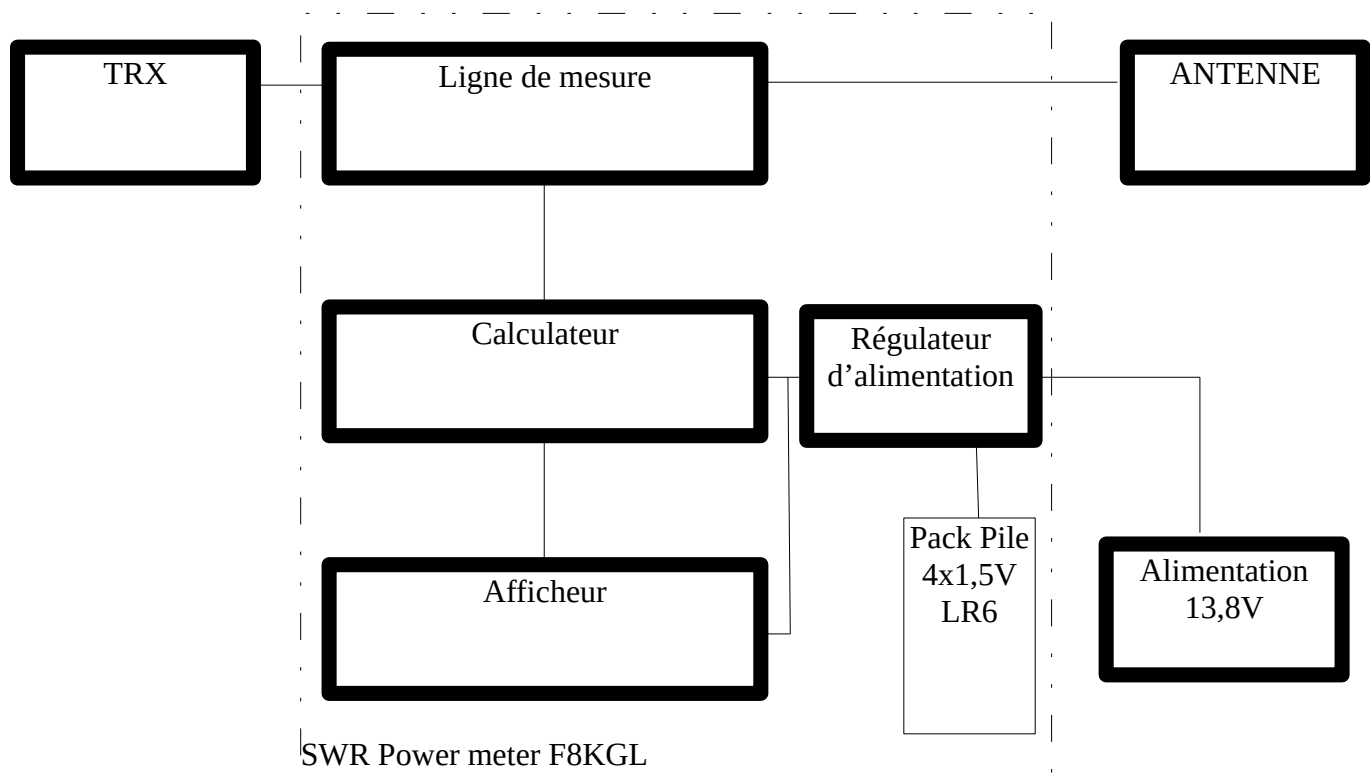 TRX
Ligne de mesure
ANTENNE
Calculateur
Régulateur
d’alimentation
Pack Pile
4x1,5V
LR6
Alimentation
13,8V
Afficheur
SWR Power meter F8KGL